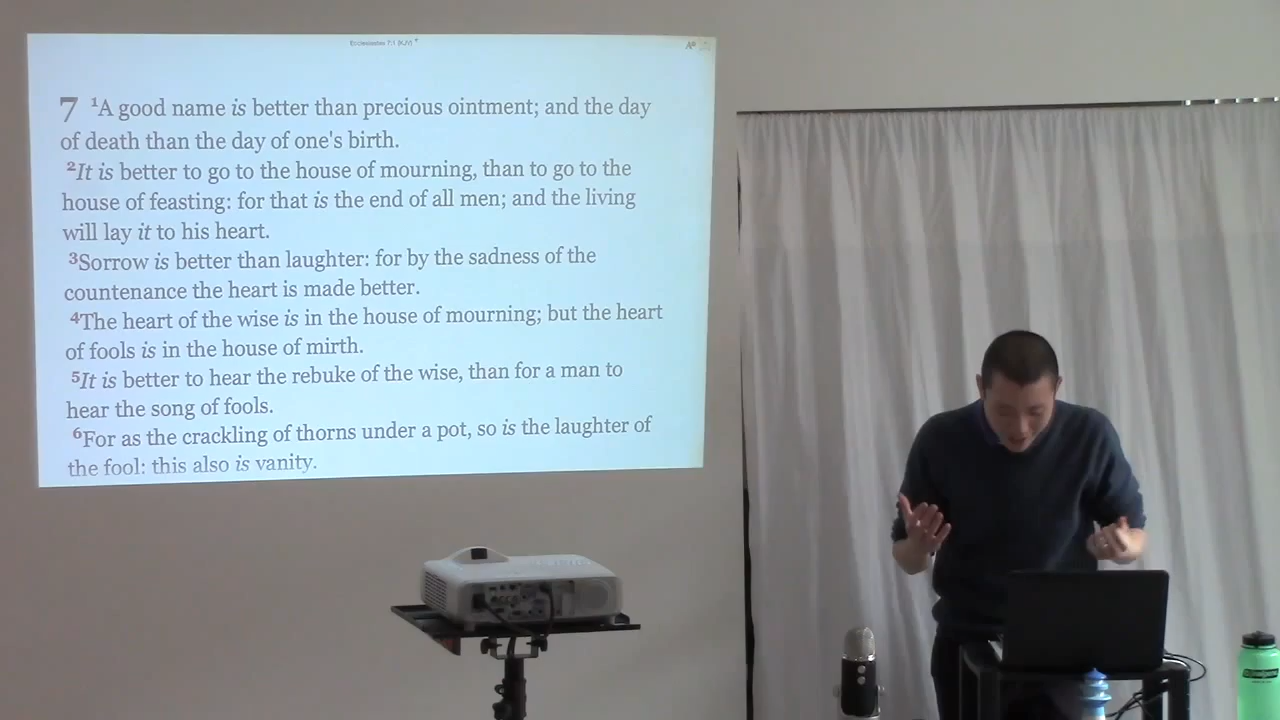 Ecclesiastes 7:1 (KJV)
7 ¹A good name is better than precious ointment; and the day
of death than the day of one's birth.
²It is better to go to the house of mourning, than to go to the
house of feasting: for that is the end of all men; and the living
will lay it to his heart.
³Sorrow is better than laughter: for by the sadness of the
countenance the heart is made better.
⁴The heart of the wise is in the house of mourning; but the heart
of fools is in the house of mirth.
⁵It is better to hear the rebuke of the wise, than for a man to
hear the song of fools.
⁶For as the crackling of thorns under a pot, so is the laughter of
the fool: this also is vanity.